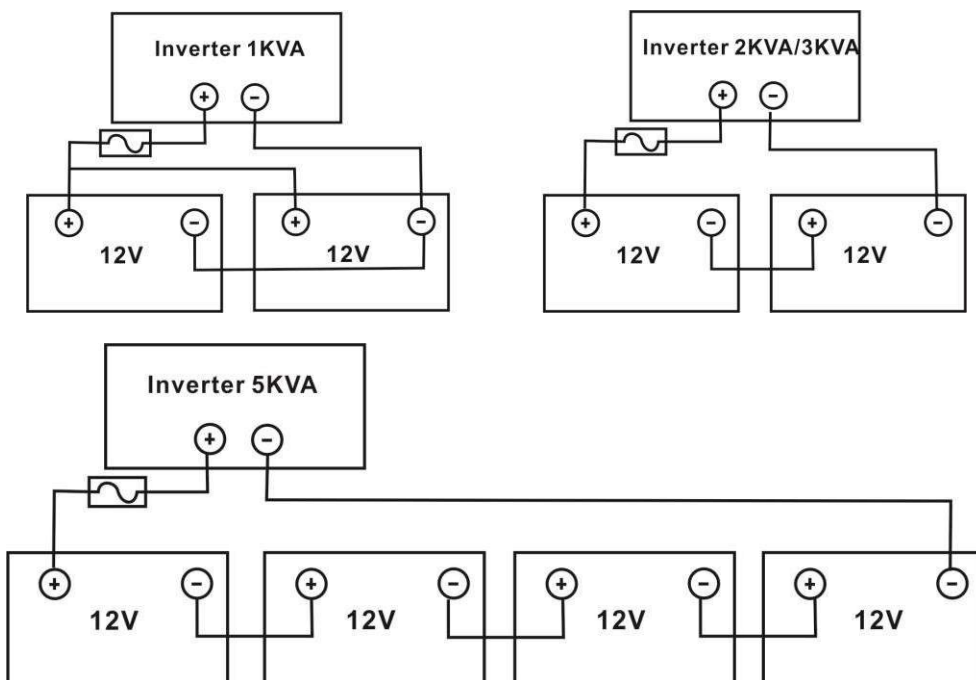 Inverter 1KVA
+ −
+ − + −
12V 12V
Inverter 2KVA/3KVA
+ −
+ − + −
12V 12V
Inverter 5KVA
+ −
+ − + − + − + −
12V 12V 12V 12V